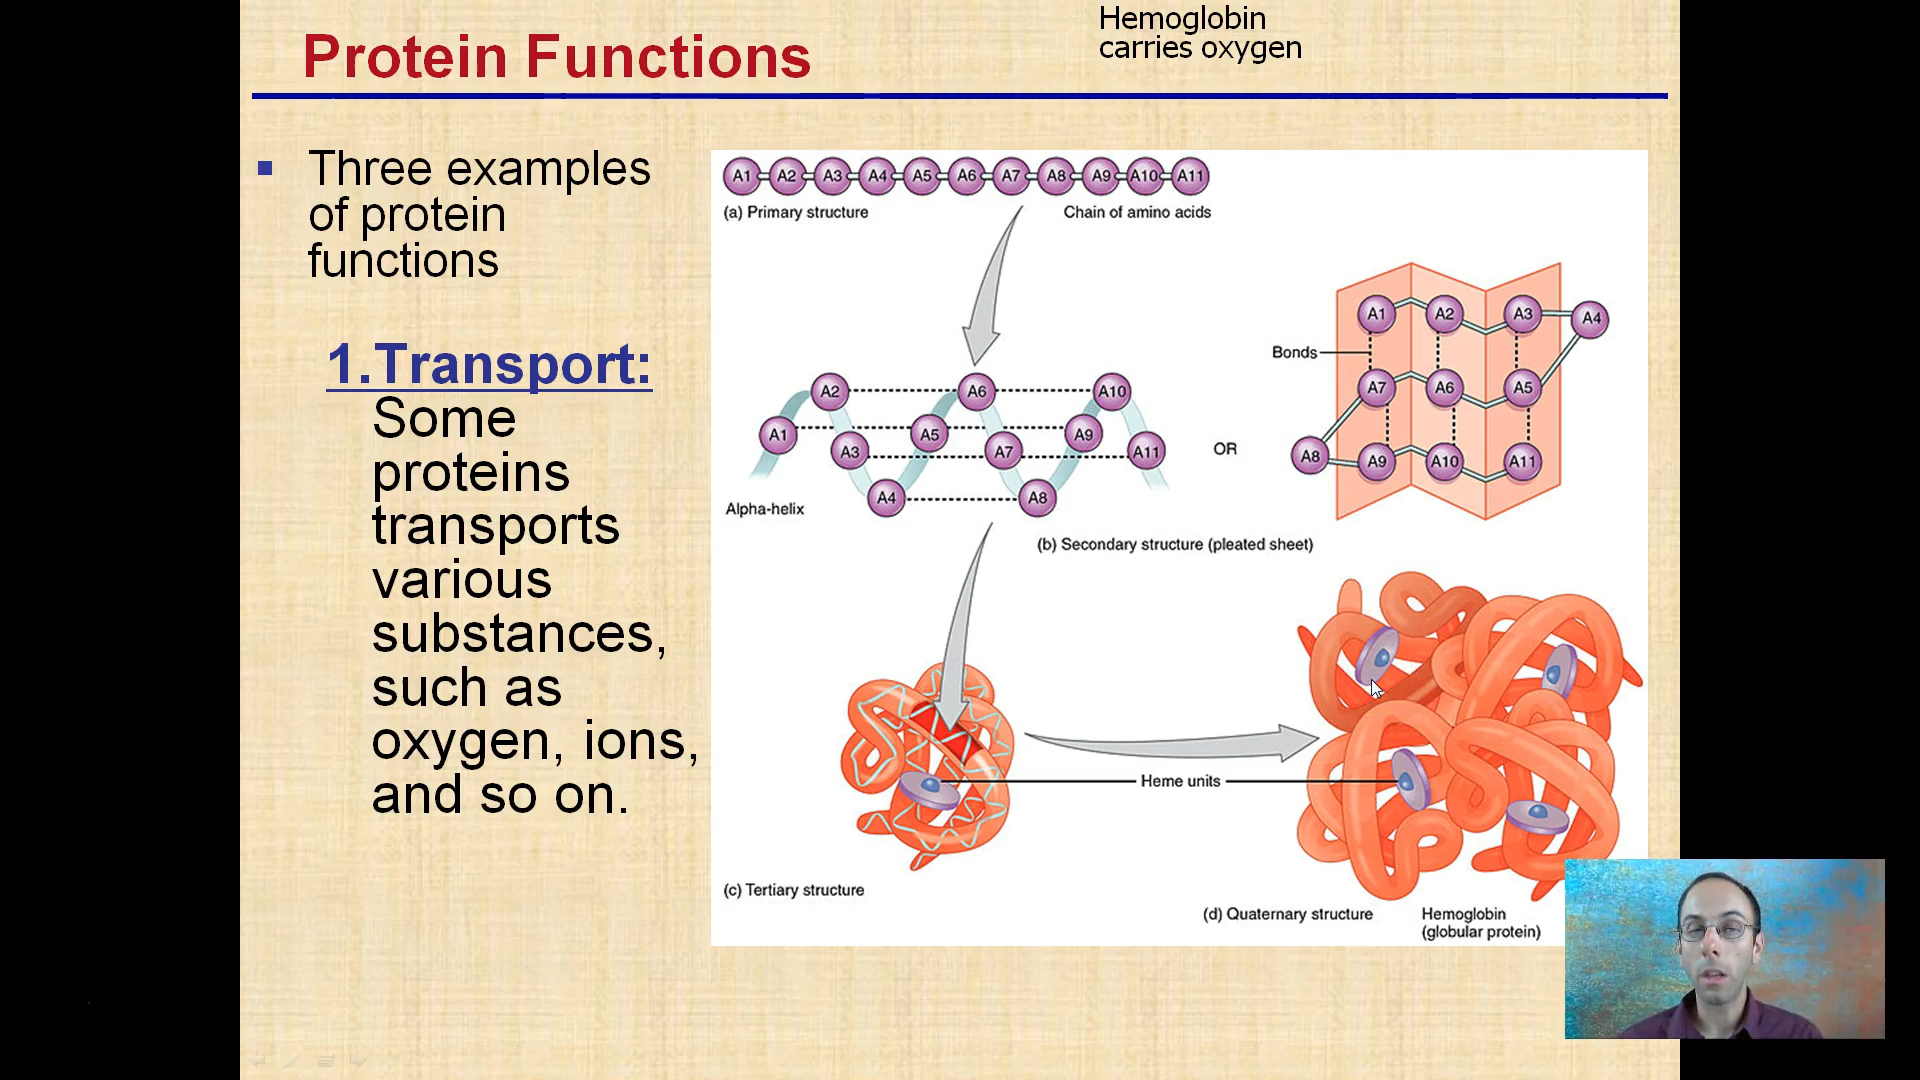 Protein Functions
Hemoglobin
carries oxygen
Three examples
of protein
functions
1.Transport:
Some
proteins
transports
various
substances,
such as
oxygen, ions,
and so on.
A1 A2 A3 A4 A5 A6 A7 A8 A9 A10 A11
(a) Primary structure
Chain of amino acids
A2 A6 A10
A1 A5 A9
A3 A7 A11
A4 A8
Alpha-helix
OR
A1 A2 A3 A4
Bonds
A7 A6 A5
A8 A9 A10 A11
(b) Secondary structure (pleated sheet)
Heme units
(c) Tertiary structure
(d) Quaternary structure
Hemoglobin
(globular protein)